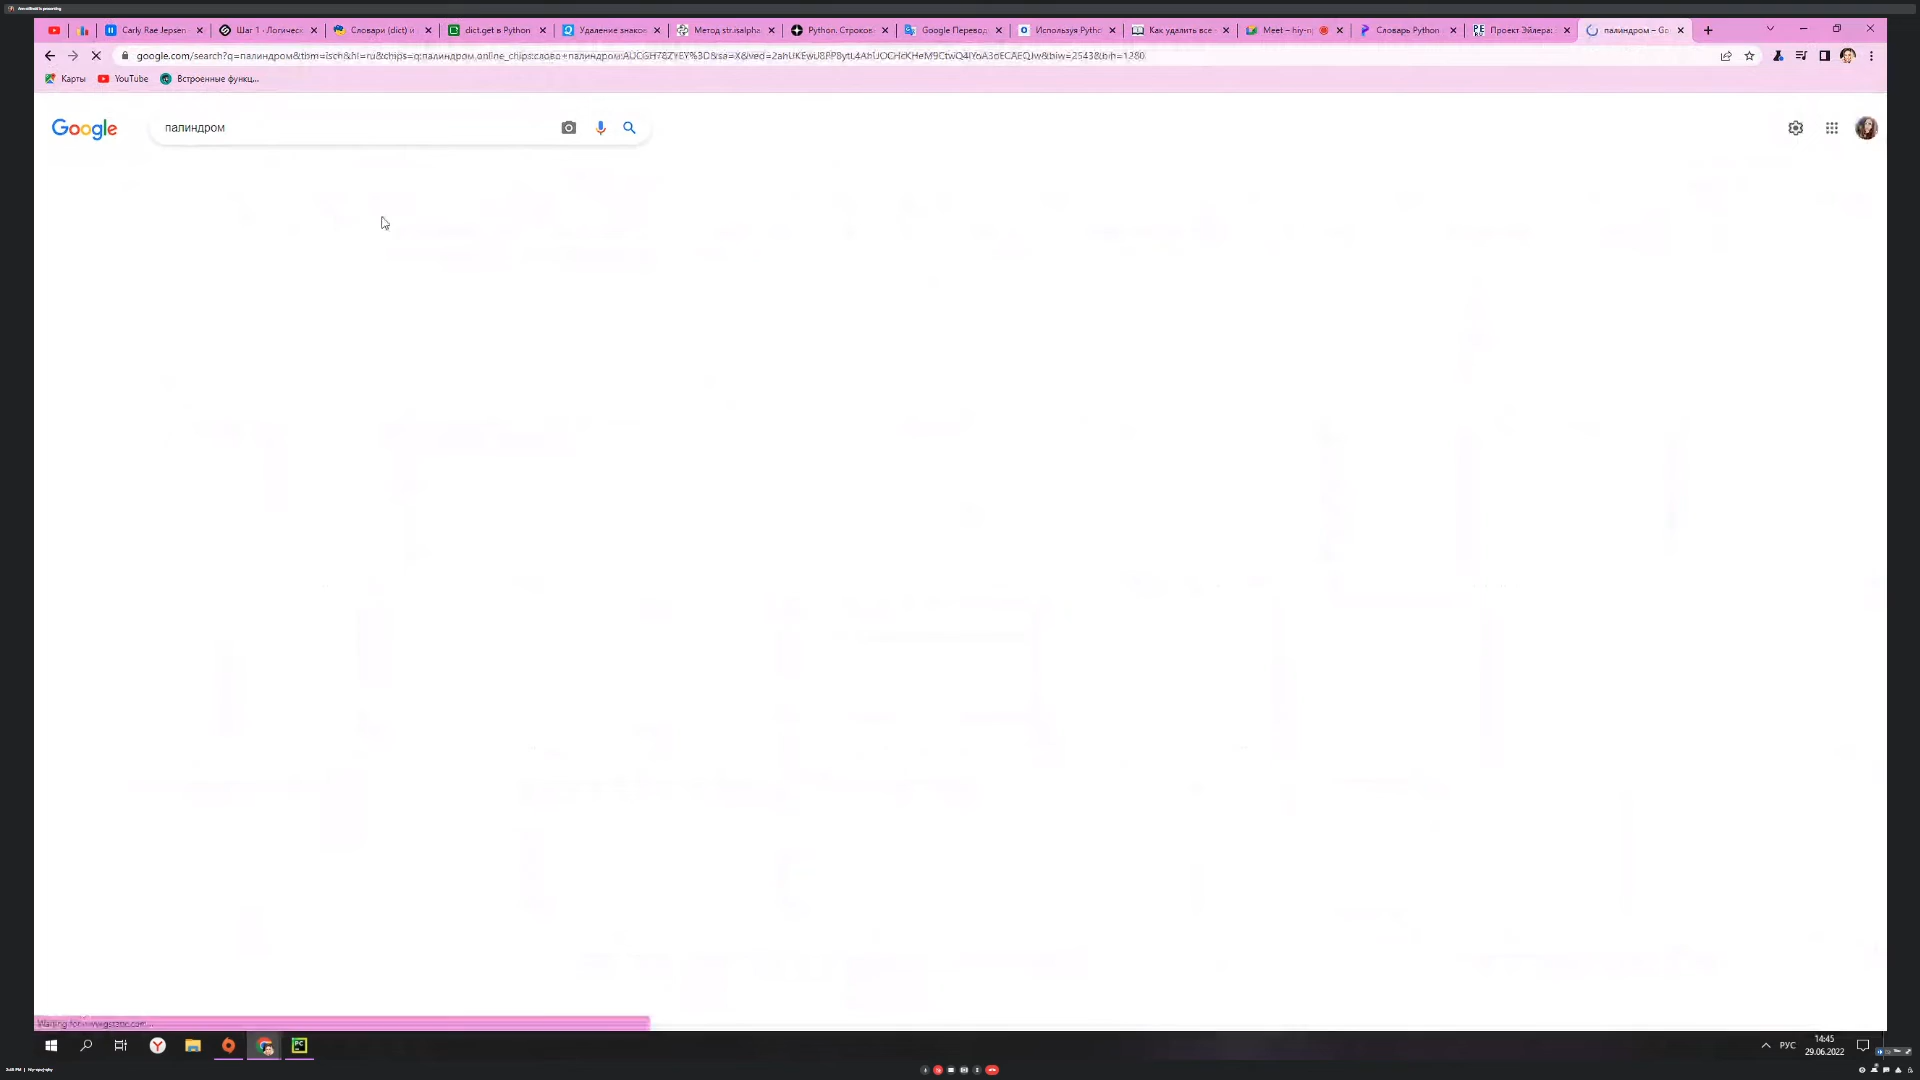 Carly Rae Jepsen
Шаг 1 - Логичес
Словари (dict) и
dict.get в Python
Удаление знаков
Метод str.isalpha
Python. Строков
Google Перевод
Используя Pytho
Как удалить все
Meet – hiy-n
Словарь Python
Проект Эйлера:
палиндром – Go
Карты
YouTube
Встроенные функц...
Google
палиндром
РУС
14:45
29.06.2022